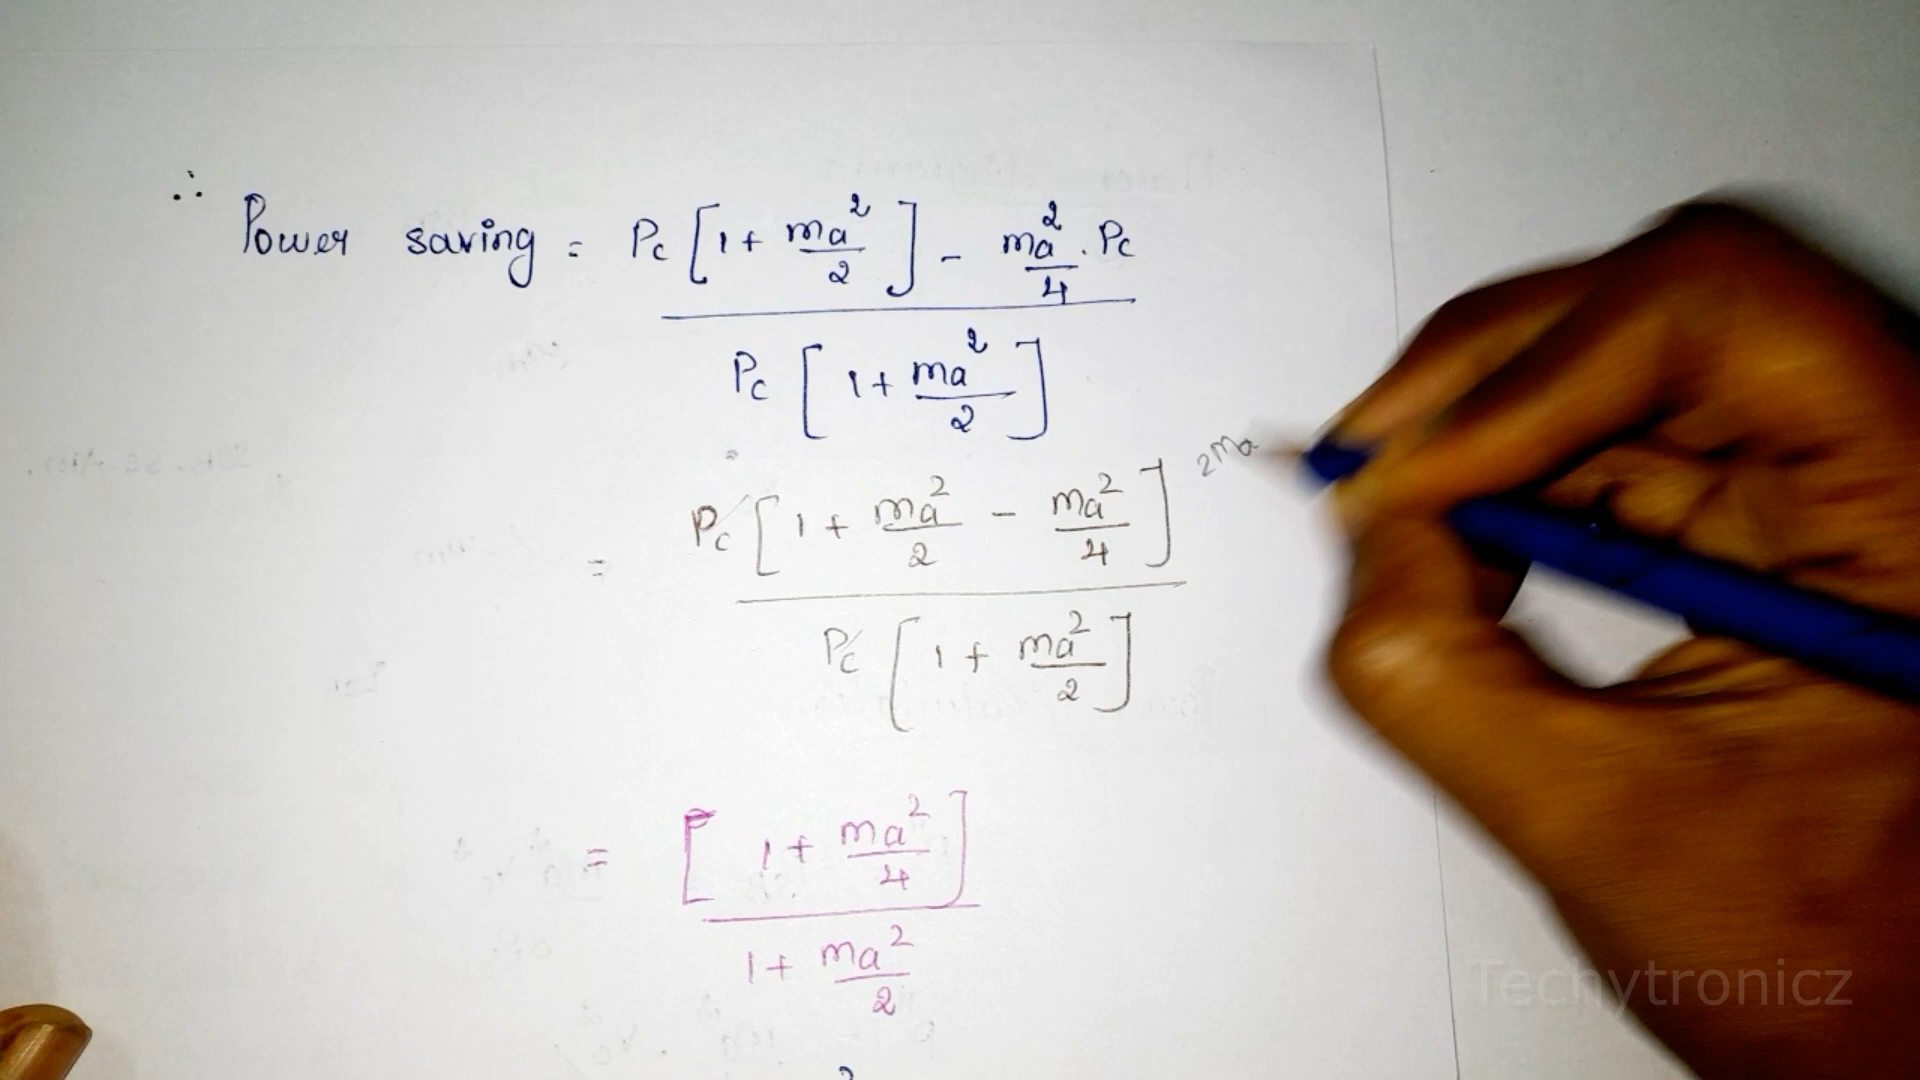 ∴ Power saving = Pc [1 + ma²/2] - ma²/4 . Pc
Pc [1 + ma²/2]
2ma
= Pc [1 + ma²/2 - ma²/4]
Pc [1 + ma²/2]
= [1 + ma²/4]
1 + ma²/2
Techytronicz